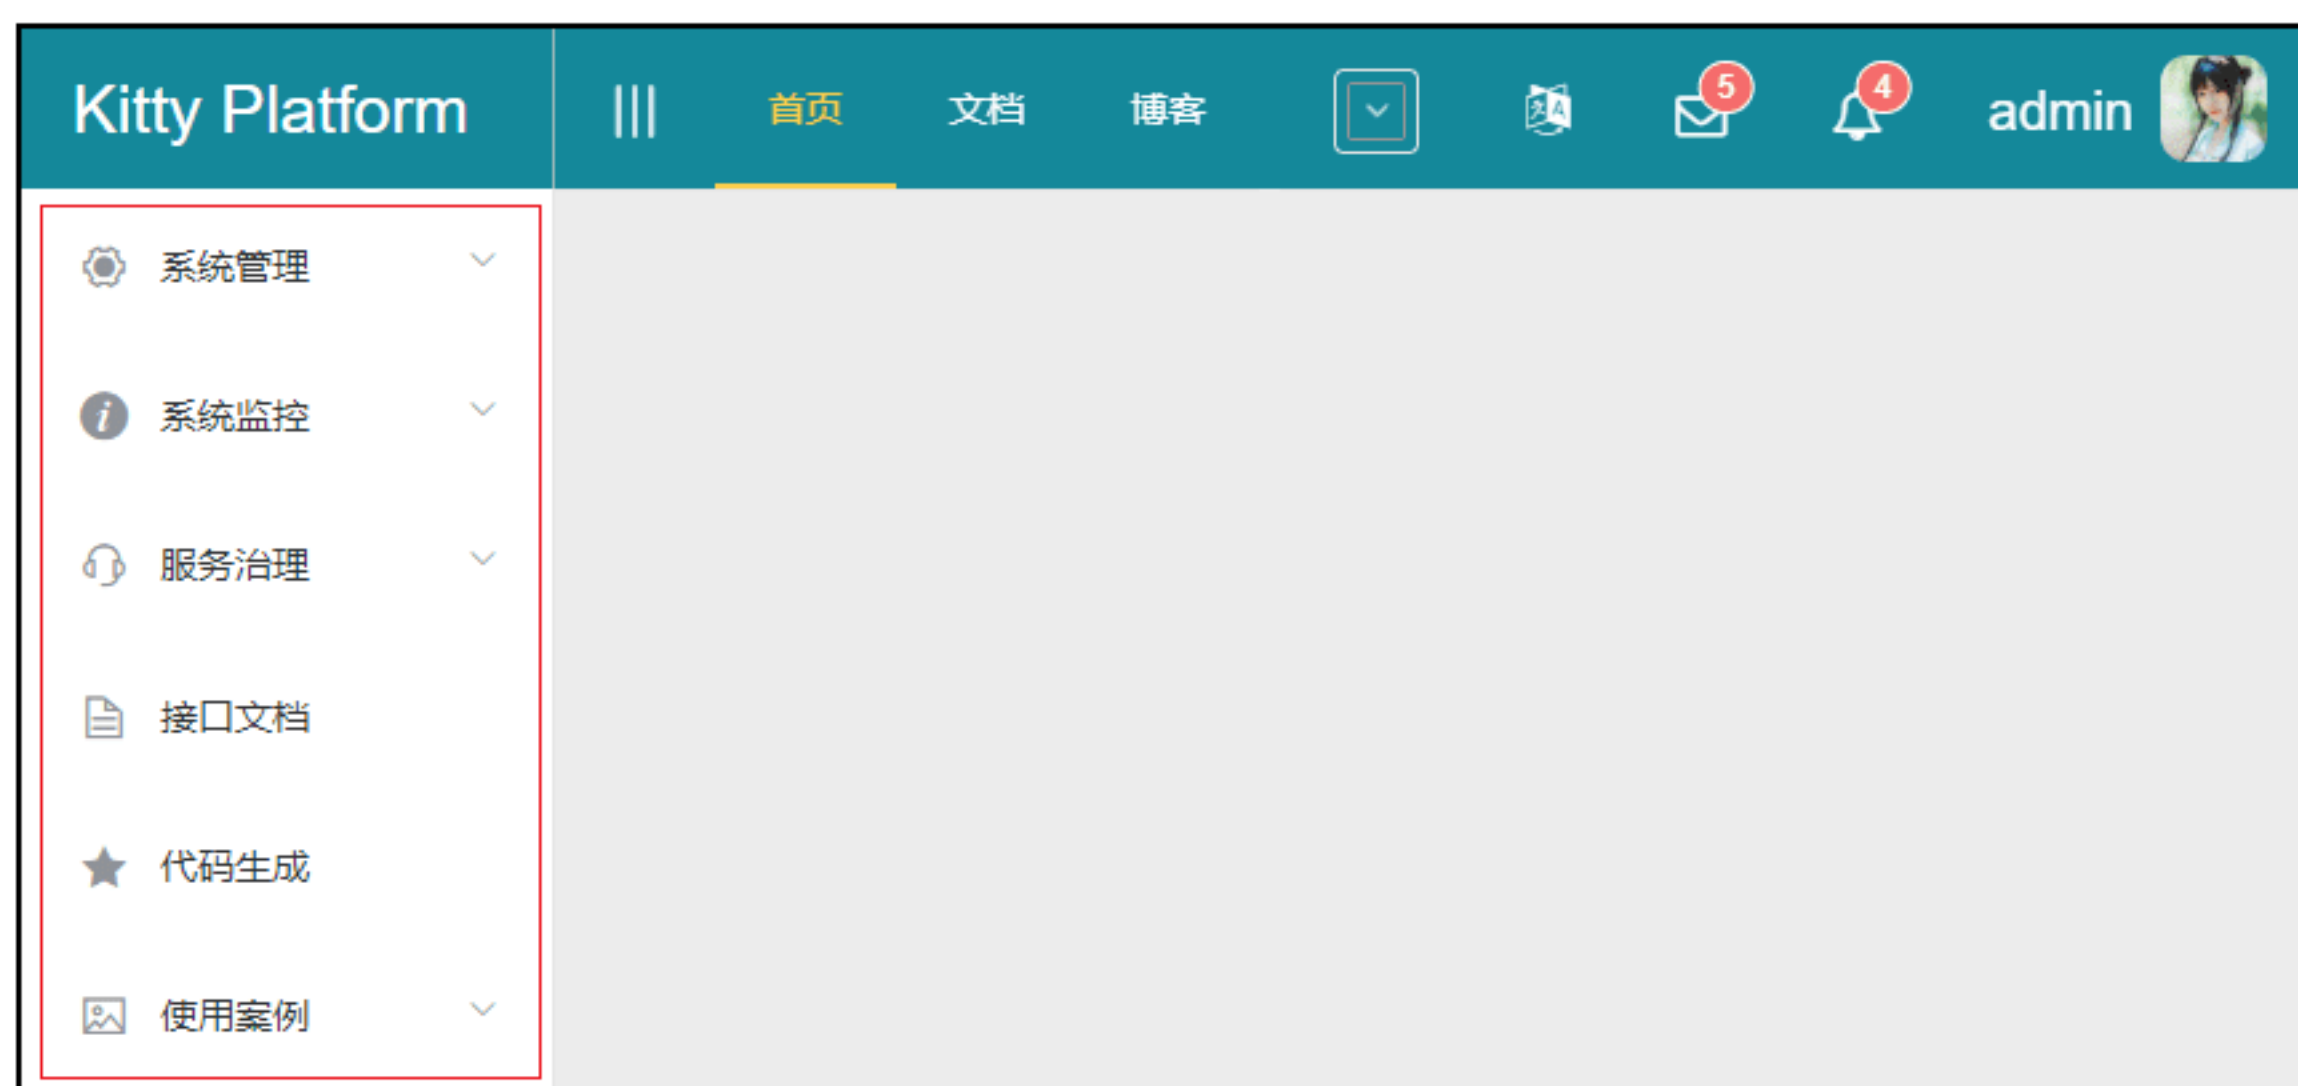 Kitty Platform 首页 文档 博客 5 4 admin
系统管理
系统监控
服务治理
接口文档
代码生成
使用案例